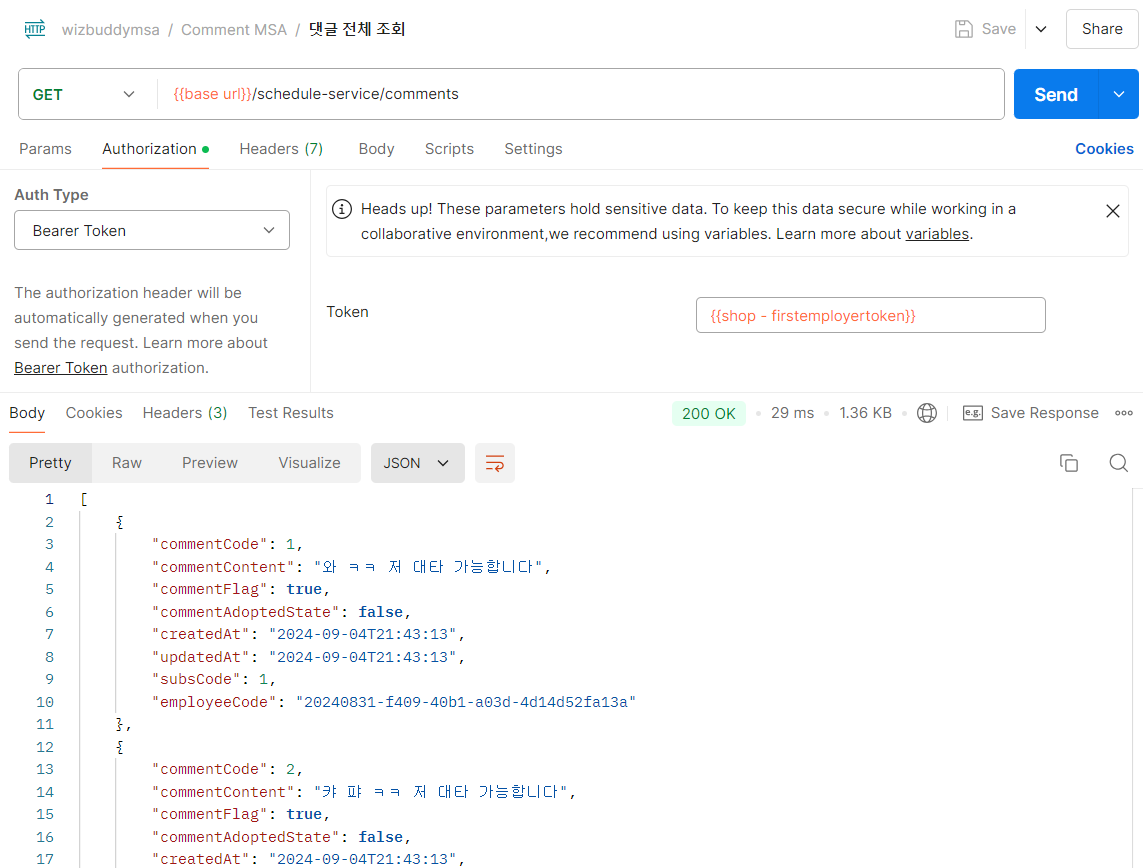 HTTP wizbuddymsa / Comment MSA / 댓글 전체 조회 Save Share
GET {{base url}}/schedule-service/comments Send
Params Authorization Headers (7) Body Scripts Settings Cookies
Auth Type
Bearer Token
The authorization header will be
automatically generated when you
send the request. Learn more about
Bearer Token authorization.
Heads up! These parameters hold sensitive data. To keep this data secure while working in a
collaborative environment,we recommend using variables. Learn more about variables.
Token {{shop - firstemployertoken}}
Body Cookies Headers (3) Test Results 200 OK 29 ms 1.36 KB e.g. Save Response
Pretty Raw Preview Visualize JSON
1 [
2 {
3 "commentCode": 1,
4 "commentContent": "와 ㅋㅋ 저 대타 가능합니다",
5 "commentFlag": true,
6 "commentAdoptedState": false,
7 "createdAt": "2024-09-04T21:43:13",
8 "updatedAt": "2024-09-04T21:43:13",
9 "subsCode": 1,
10 "employeeCode": "20240831-f409-40b1-a03d-4d14d52fa13a"
11 },
12 {
13 "commentCode": 2,
14 "commentContent": "캬 퍄 ㅋㅋ 저 대타 가능합니다",
15 "commentFlag": true,
16 "commentAdoptedState": false,
17 "createdAt": "2024-09-04T21:43:13",